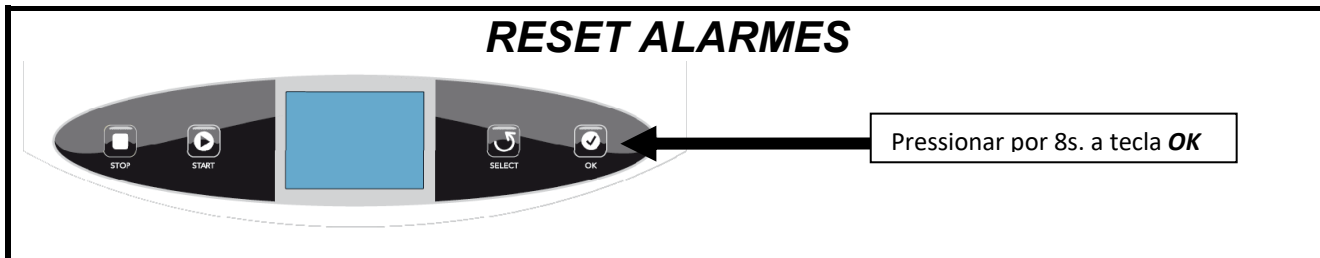 RESET ALARMES
Pressionar por 8s. a tecla OK
STOP
START
SELECT
OK